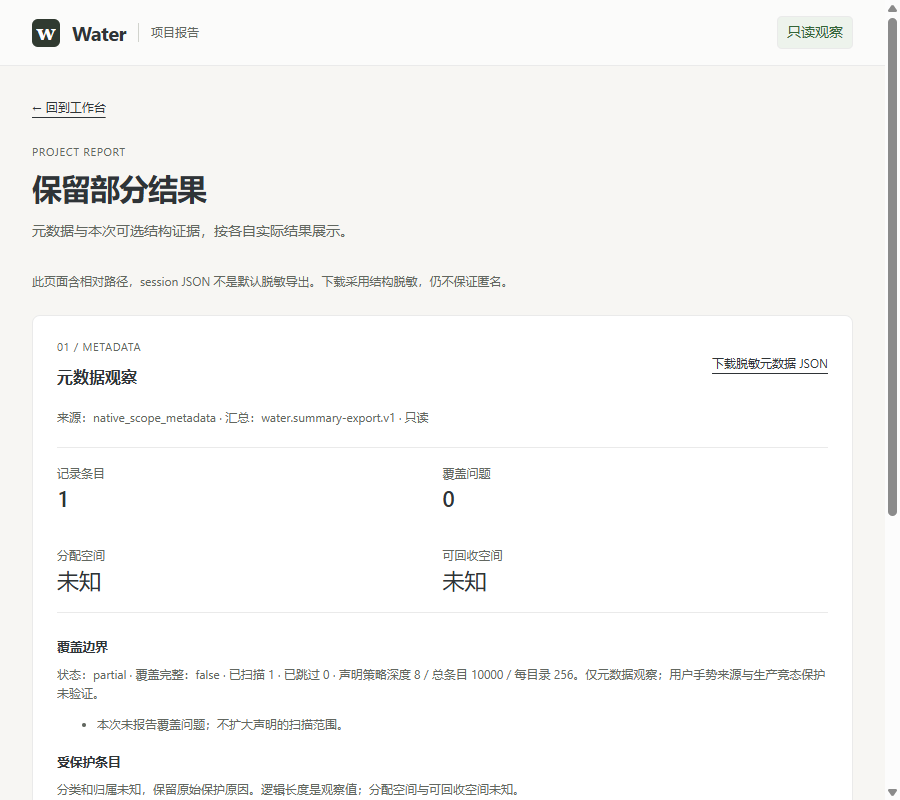 w Water 项目报告 只读观察
← 回到工作台
PROJECT REPORT
保留部分结果
元数据与本次可选结构证据，按各自实际结果展示。
此页面含相对路径，session JSON 不是默认脱敏导出。下载采用结构脱敏，仍不保证匿名。
01 / METADATA
元数据观察
下载脱敏元数据 JSON
来源：native_scope_metadata · 汇总：water.summary-export.v1 · 只读
记录条目 覆盖问题
1 0
分配空间 可回收空间
未知 未知
覆盖边界
状态：partial · 覆盖完整：false · 已扫描 1 · 已跳过 0 · 声明策略深度 8 / 总条目 10000 / 每目录 256。仅元数据观察；用户手势来源与生产竞态保护
未验证。
• 本次未报告覆盖问题；不扩大声明的扫描范围。
受保护条目
分类和归属未知，保留原始保护原因。逻辑长度是观察值；分配空间与可回收空间未知。